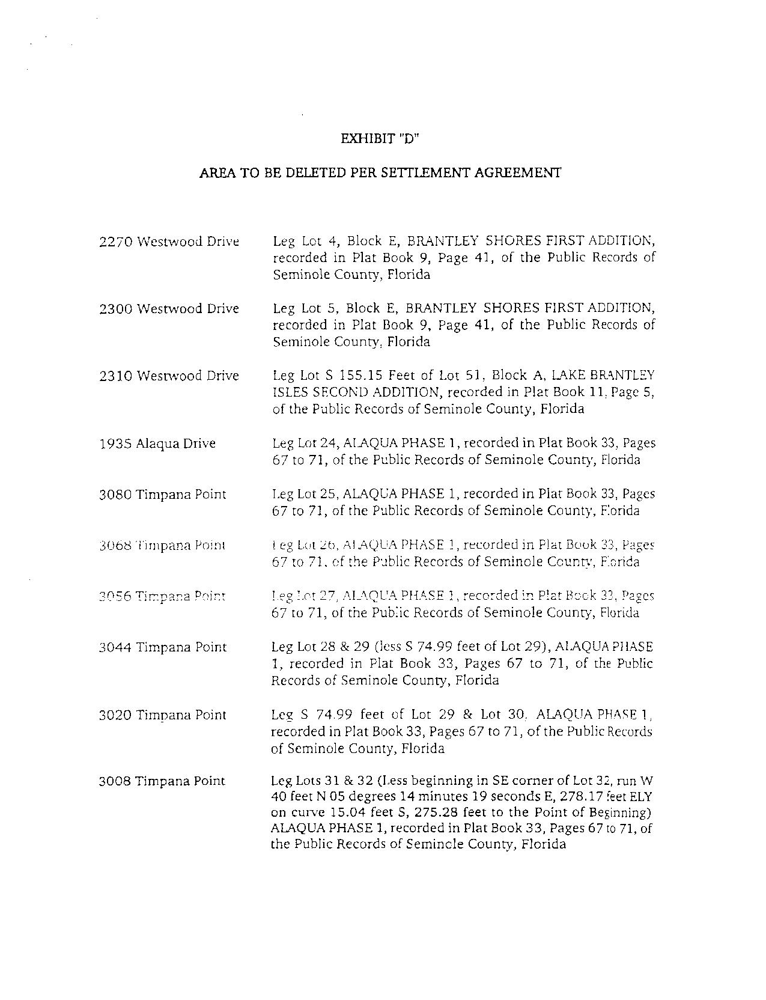 EXHIBIT "D"
AREA TO BE DELETED PER SETTLEMENT AGREEMENT
2270 Westwood Drive Leg Lot 4, Block E, BRANTLEY SHORES FIRST ADDITION,
recorded in Plat Book 9, Page 41, of the Public Records of
Seminole County, Florida
2300 Westwood Drive Leg Lot 5, Block E, BRANTLEY SHORES FIRST ADDITION,
recorded in Plat Book 9, Page 41, of the Public Records of
Seminole County, Florida
2310 Westwood Drive Leg Lot S 155.15 Feet of Lot 51, Block A, LAKE BRANTLEY
ISLES SECOND ADDITION, recorded in Plat Book 11, Page 5,
of the Public Records of Seminole County, Florida
1935 Alaqua Drive Leg Lot 24, ALAQUA PHASE 1, recorded in Plat Book 33, Pages
67 to 71, of the Public Records of Seminole County, Florida
3080 Timpana Point Leg Lot 25, ALAQUA PHASE 1, recorded in Plat Book 33, Pages
67 to 71, of the Public Records of Seminole County, Florida
3068 Timpana Point Leg Lot 26, ALAQUA PHASE 1, recorded in Plat Book 33, Pages
67 to 71, of the Public Records of Seminole County, Florida
3056 Timpana Point Leg Lot 27, ALAQUA PHASE 1, recorded in Plat Book 33, Pages
67 to 71, of the Public Records of Seminole County, Florida
3044 Timpana Point Leg Lot 28 & 29 (less S 74.99 feet of Lot 29), ALAQUA PHASE
1, recorded in Plat Book 33, Pages 67 to 71, of the Public
Records of Seminole County, Florida
3020 Timpana Point Leg S 74.99 feet of Lot 29 & Lot 30, ALAQUA PHASE 1,
recorded in Plat Book 33, Pages 67 to 71, of the Public Records
of Seminole County, Florida
3008 Timpana Point Leg Lots 31 & 32 (Less beginning in SE corner of Lot 32, run W
40 feet N 05 degrees 14 minutes 19 seconds E, 278.17 feet ELY
on curve 15.04 feet S, 275.28 feet to the Point of Beginning)
ALAQUA PHASE 1, recorded in Plat Book 33, Pages 67 to 71, of
the Public Records of Seminole County, Florida